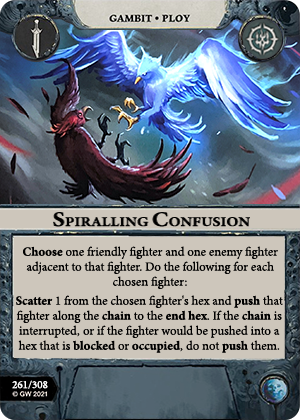 GAMBIT • PLOY
SPIRALLING CONFUSION
Choose one friendly fighter and one enemy fighter
adjacent to that fighter. Do the following for each
chosen fighter:
Scatter 1 from the chosen fighter's hex and push that
fighter along the chain to the end hex. If the chain is
interrupted, or if the fighter would be pushed into a
hex that is blocked or occupied, do not push them.
261/308
© GW 2021